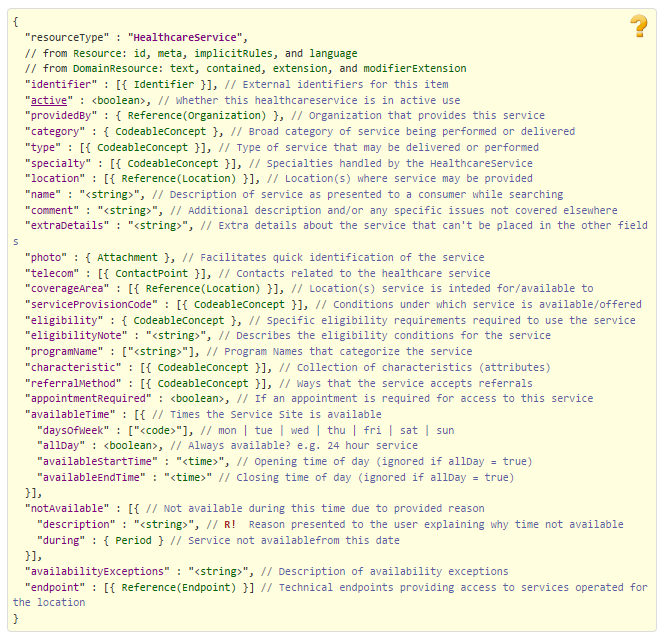 {
  "resourceType" : "HealthcareService",
  // from Resource: id, meta, implicitRules, and language
  // from DomainResource: text, contained, extension, and modifierExtension
  "identifier" : [{ Identifier }], // External identifiers for this item
  "active" : <boolean>, // Whether this healthcareservice is in active use
  "providedBy" : { Reference(Organization) }, // Organization that provides this service
  "category" : { CodeableConcept }, // Broad category of service being performed or delivered
  "type" : [{ CodeableConcept }], // Type of service that may be delivered or performed
  "specialty" : [{ CodeableConcept }], // Specialties handled by the HealthcareService
  "location" : [{ Reference(Location) }], // Location(s) where service may be provided
  "name" : "<string>", // Description of service as presented to a consumer while searching
  "comment" : "<string>", // Additional description and/or any specific issues not covered elsewhere
  "extraDetails" : "<string>", // Extra details about the service that can't be placed in the other field
s
  "photo" : { Attachment }, // Facilitates quick identification of the service
  "telecom" : [{ ContactPoint }], // Contacts related to the healthcare service
  "coverageArea" : [{ Reference(Location) }], // Location(s) service is inteded for/available to
  "serviceProvisionCode" : [{ CodeableConcept }], // Conditions under which service is available/offered
  "eligibility" : { CodeableConcept }, // Specific eligibility requirements required to use the service
  "eligibilityNote" : "<string>", // Describes the eligibility conditions for the service
  "programName" : ["<string>"], // Program Names that categorize the service
  "characteristic" : [{ CodeableConcept }], // Collection of characteristics (attributes)
  "referralMethod" : [{ CodeableConcept }], // Ways that the service accepts referrals
  "appointmentRequired" : <boolean>, // If an appointment is required for access to this service
  "availableTime" : [{ // Times the Service Site is available
    "daysOfWeek" : ["<code>"], // mon | tue | wed | thu | fri | sat | sun
    "allDay" : <boolean>, // Always available? e.g. 24 hour service
    "availableStartTime" : "<time>", // Opening time of day (ignored if allDay = true)
    "availableEndTime" : "<time>" // Closing time of day (ignored if allDay = true)
  }],
  "notAvailable" : [{ // Not available during this time due to provided reason
    "description" : "<string>", // R!  Reason presented to the user explaining why time not available
    "during" : { Period } // Service not availablefrom this date
  }],
  "availabilityExceptions" : "<string>", // Description of availability exceptions
  "endpoint" : [{ Reference(Endpoint) }] // Technical endpoints providing access to services operated for
the location
}